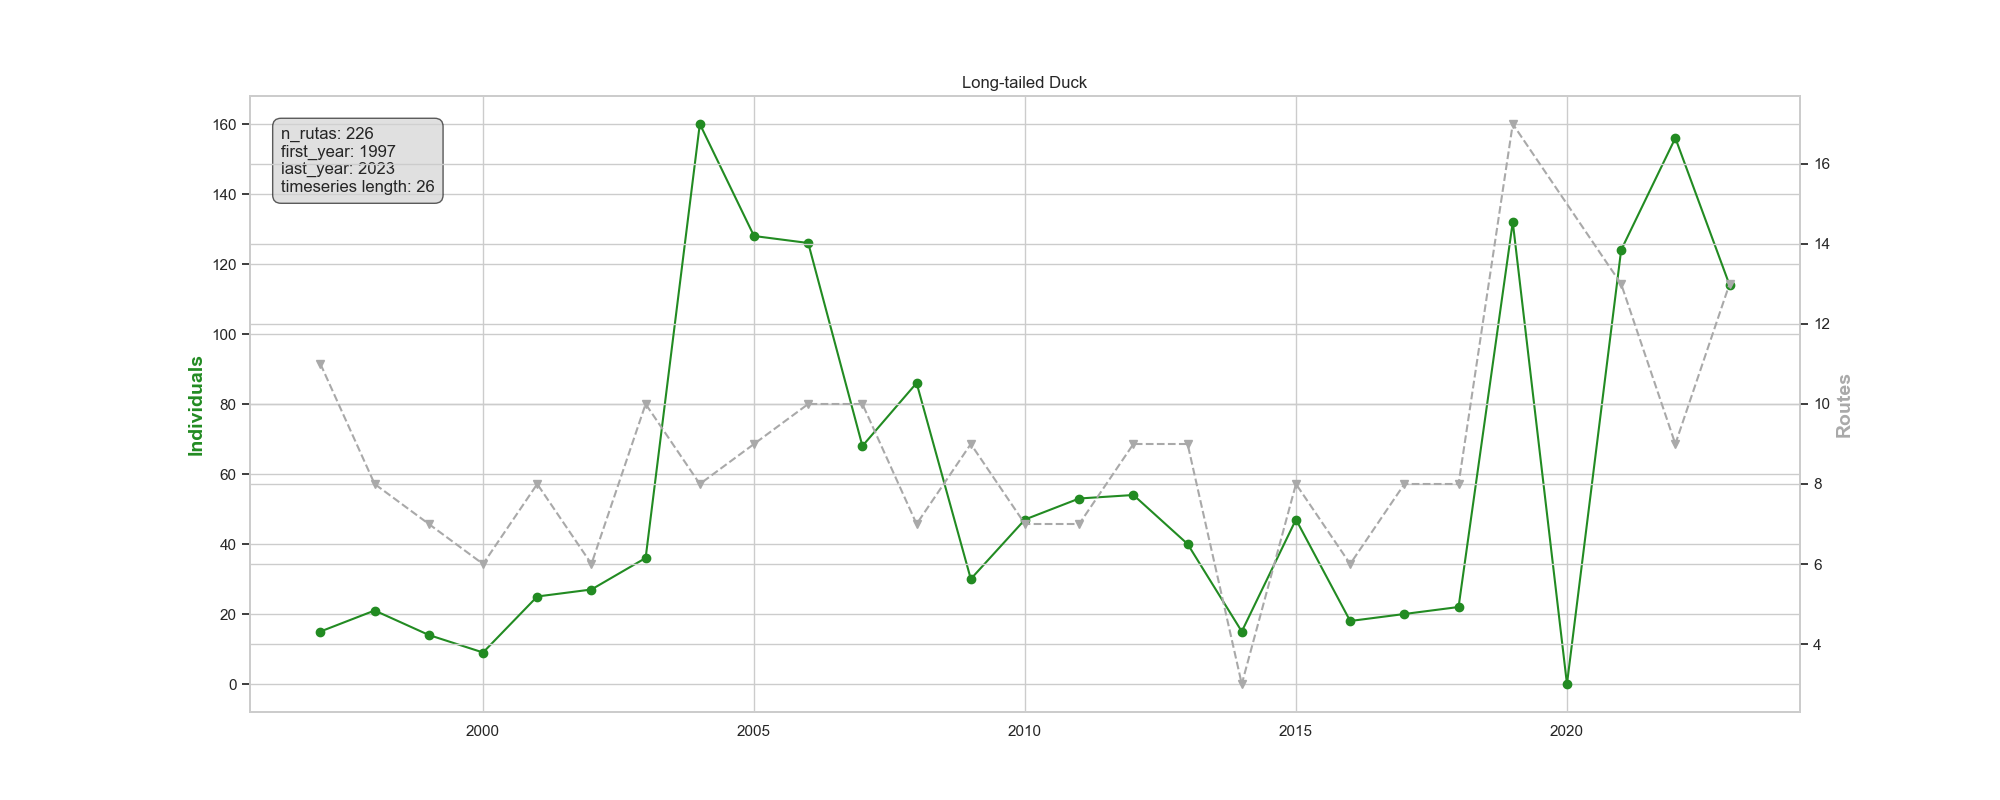 Long-tailed Duck
n_rutas: 226
first_year: 1997
last_year: 2023
timeseries length: 26
160
140
120
100
80
60
40
20
0
Individuals
16
14
12
10
8
6
4
Routes
2000 2005 2010 2015 2020